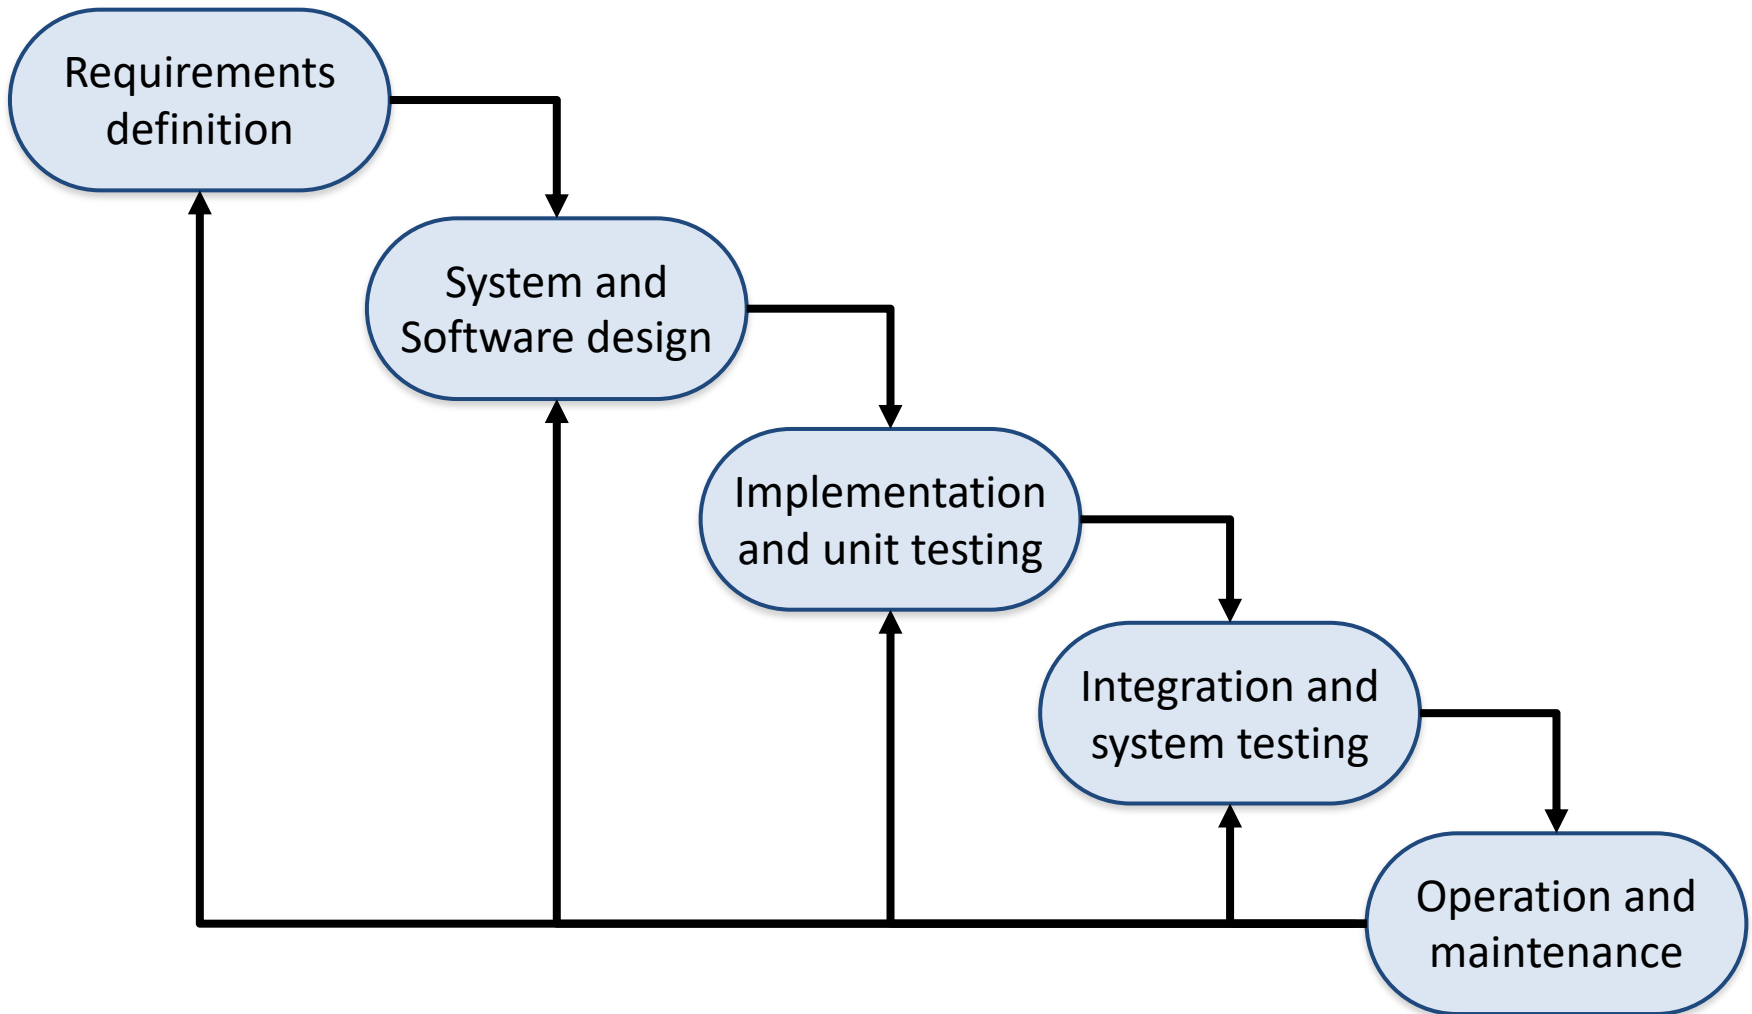 Requirements
definition
System and
Software design
Implementation
and unit testing
Integration and
system testing
Operation and
maintenance